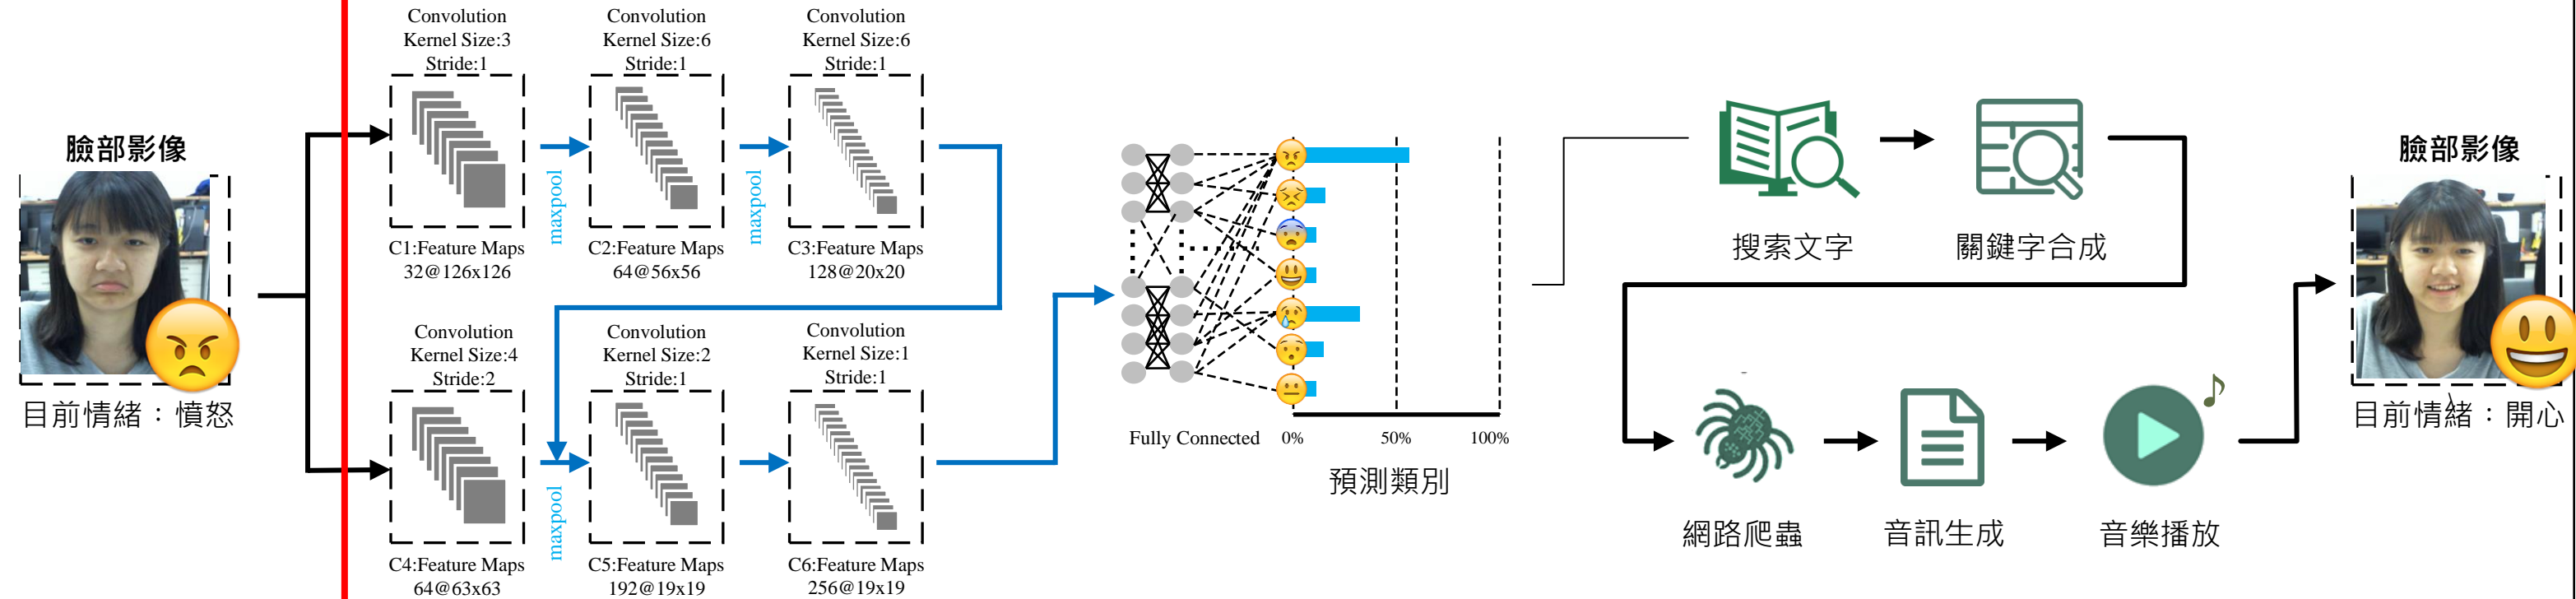 臉部影像
目前情緒：憤怒
Convolution
Kernel Size:3
Stride:1
C1:Feature Maps
32@126x126
maxpool
Convolution
Kernel Size:6
Stride:1
C2:Feature Maps
64@56x56
maxpool
Convolution
Kernel Size:6
Stride:1
C3:Feature Maps
128@20x20
Convolution
Kernel Size:4
Stride:2
C4:Feature Maps
64@63x63
maxpool
Convolution
Kernel Size:2
Stride:1
C5:Feature Maps
192@19x19
Convolution
Kernel Size:1
Stride:1
C6:Feature Maps
256@19x19
Fully Connected
0%
50%
100%
預測類別
搜索文字
關鍵字合成
網路爬蟲
音訊生成
音樂播放
臉部影像
目前情緒：開心